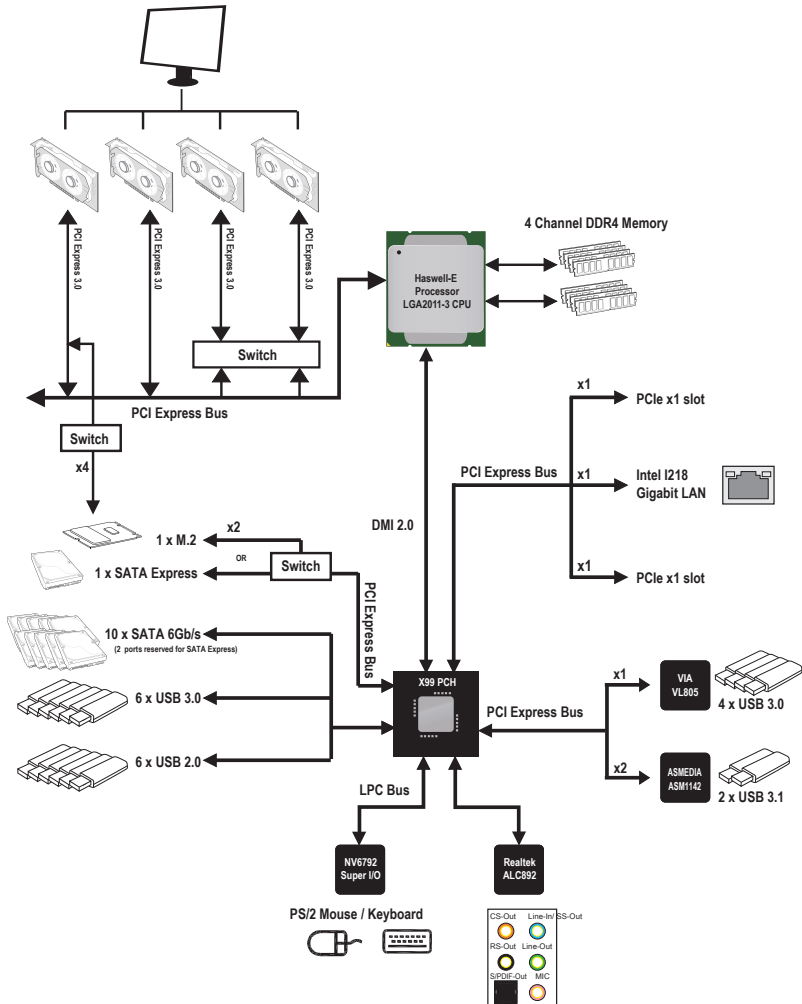 PCI Express 3.0
PCI Express 3.0
PCI Express 3.0
PCI Express 3.0
4 Channel DDR4 Memory
Haswell-E
Processor
LGA2011-3 CPU
Switch
PCI Express Bus
Switch
x4
x1
PCIe x1 slot
PCI Express Bus
x1
Intel I218
Gigabit LAN
x1
PCIe x1 slot
DMI 2.0
1 x M.2
x2
OR
Switch
1 x SATA Express
PCI Express Bus
10 x SATA 6Gb/s
(2 ports reserved for SATA Express)
6 x USB 3.0
6 x USB 2.0
X99 PCH
PCI Express Bus
x1
VIA
VL805
4 x USB 3.0
x2
ASMEDIA
ASM1142
2 x USB 3.1
LPC Bus
NV6792
Super I/O
Realtek
ALC892
PS/2 Mouse / Keyboard
CS-Out
Line-In/ SS-Out
RS-Out
Line-Out
S/PDIF-Out
MIC